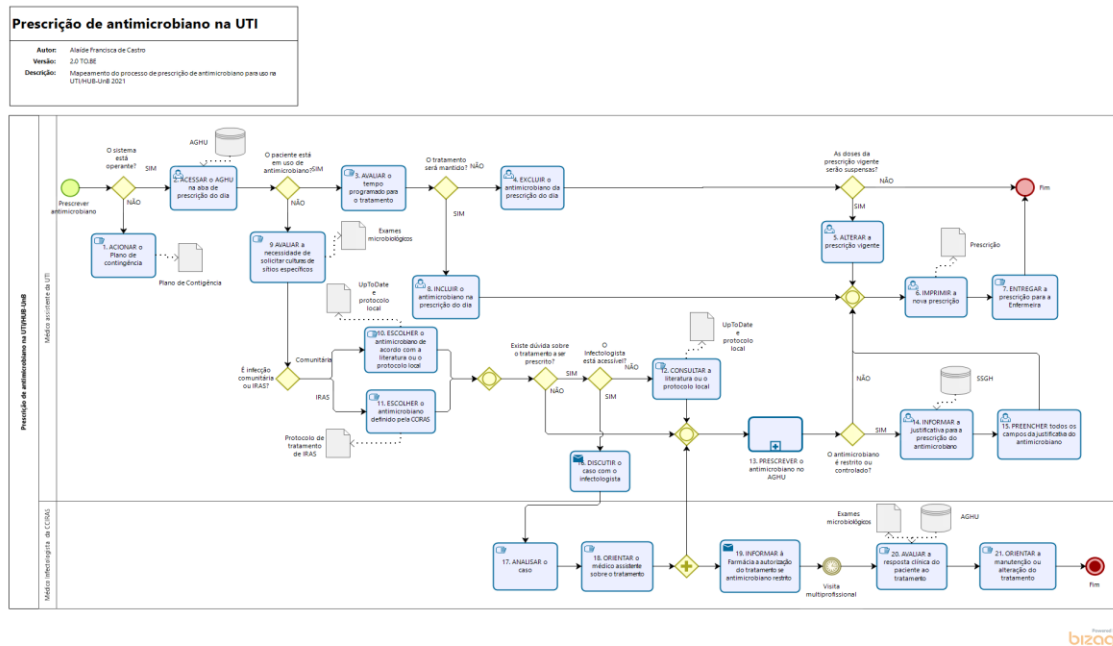 Prescrição de antimicrobiano na UTI
Autor: Alaíde Francisca de Castro
Versão: 2.0 TO.BE
Descrição: Mapeamento do processo de prescrição de antimicrobiano para uso na
UTI/HUB-UnB 2021
Prescrição de antimicrobiano na UTI/HUB-UnB
Médico assistente da UTI
Prescrever
antimicrobiano
O sistema
está
operante?
SIM
NÃO
1. ACIONAR o
Plano de
contingência
Plano de Contigência
AGHU
2. ACESSAR o AGHU
na aba de
prescrição do dia
O paciente está
em uso de
antimicrobiano?
SIM
NÃO
3. AVALIAR o
tempo
programado para
o tratamento
O tratamento
será mantido?
NÃO
SIM
4. EXCLUIR o
antimicrobiano da
prescrição do dia
As doses da
prescrição vigente
serão suspensas?
NÃO
SIM
Fim
5. ALTERAR a
prescrição vigente
9 AVALIAR a
necessidade de
solicitar culturas de
sítios específicos
Exames
microbiológicos
8. INCLUIR o
antimicrobiano na
prescrição do dia
Prescrição
6. IMPRIMIR a
nova prescrição
7. ENTREGAR a
prescrição para a
Enfermeira
UpToDate
e
protocolo
local
10. ESCOLHER o
antimicrobiano de
acordo com a
literatura ou o
protocolo local
Comunitária
É infecção
comunitária
ou IRAS?
IRAS
11. ESCOLHER o
antimicrobiano
definido pela CCIRAS
Protocolo de
tratamento
de IRAS
Existe dúvida sobre
o tratamento a ser
prescrito?
SIM
NÃO
O
Infectologista
está acessível?
NÃO
SIM
UpToDate
e
protocolo
local
12. CONSULTAR a
literatura ou o
protocolo local
13. PRESCREVER o
antimicrobiano no
AGHU
NÃO
SIM
O antimicrobiano
é restrito ou
controlado?
SSGH
14. INFORMAR a
justificativa para a
prescrição do
antimicrobiano
15. PREENCHER todos os
campos da justificativa do
antimicrobiano
16. DISCUTIR o
caso com o
infectologista
Médico Infectologista da CCIRAS
17. ANALISAR o
caso
18. ORIENTAR o
médico assistente
sobre o tratamento
19. INFORMAR à
Farmácia a autorização
do tratamento se
antimicrobiano restrito
Visita
multiprofissional
Exames
microbiológicos
AGHU
20. AVALIAR a
resposta clínica do
paciente ao
tratamento
21. ORIENTAR a
manutenção ou
alteração do
tratamento
Fim
Powered
bizag